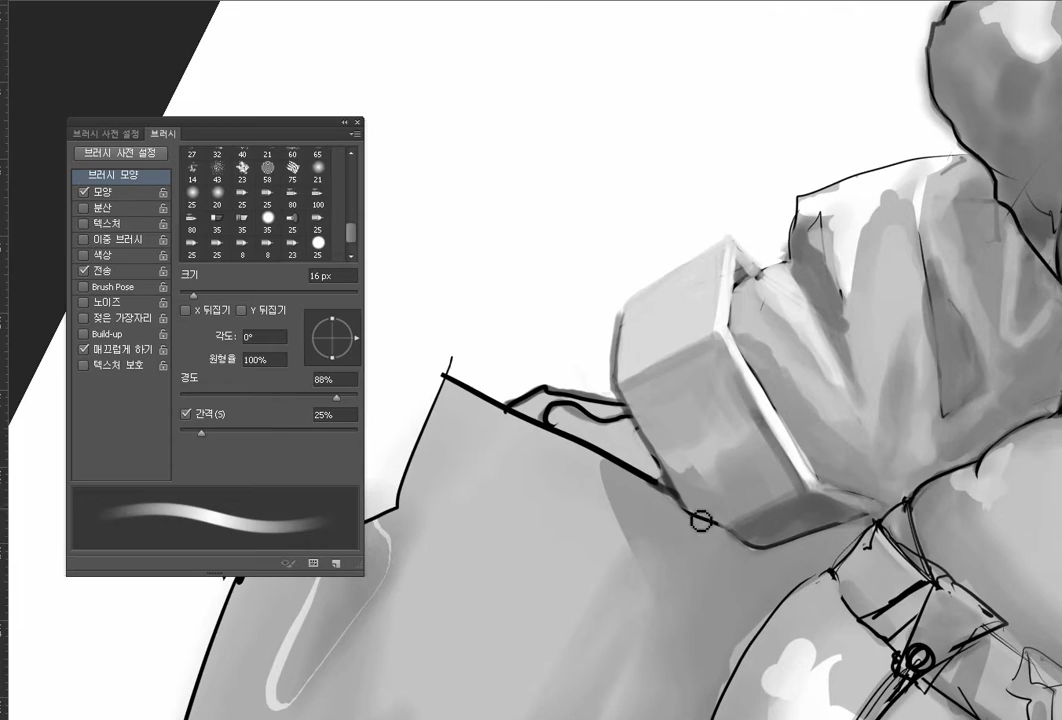 브러시 사전 설정 브러시
브러시 사전 설정
브러시 모양
모양
분산
텍스처
이중 브러시
색상
전송
Brush Pose
노이즈
젖은 가장자리
Build-up
매끄럽게 하기
텍스처 보호
27 32 40 21 60 65
14 43 23 58 75 21
25 20 25 25 80 100
80 35 35 35 25 25
25 25 8 8 23 25
크기 16 px
X 뒤집기 Y 뒤집기
각도: 0°
원형율 100%
경도 88%
간격(S) 25%